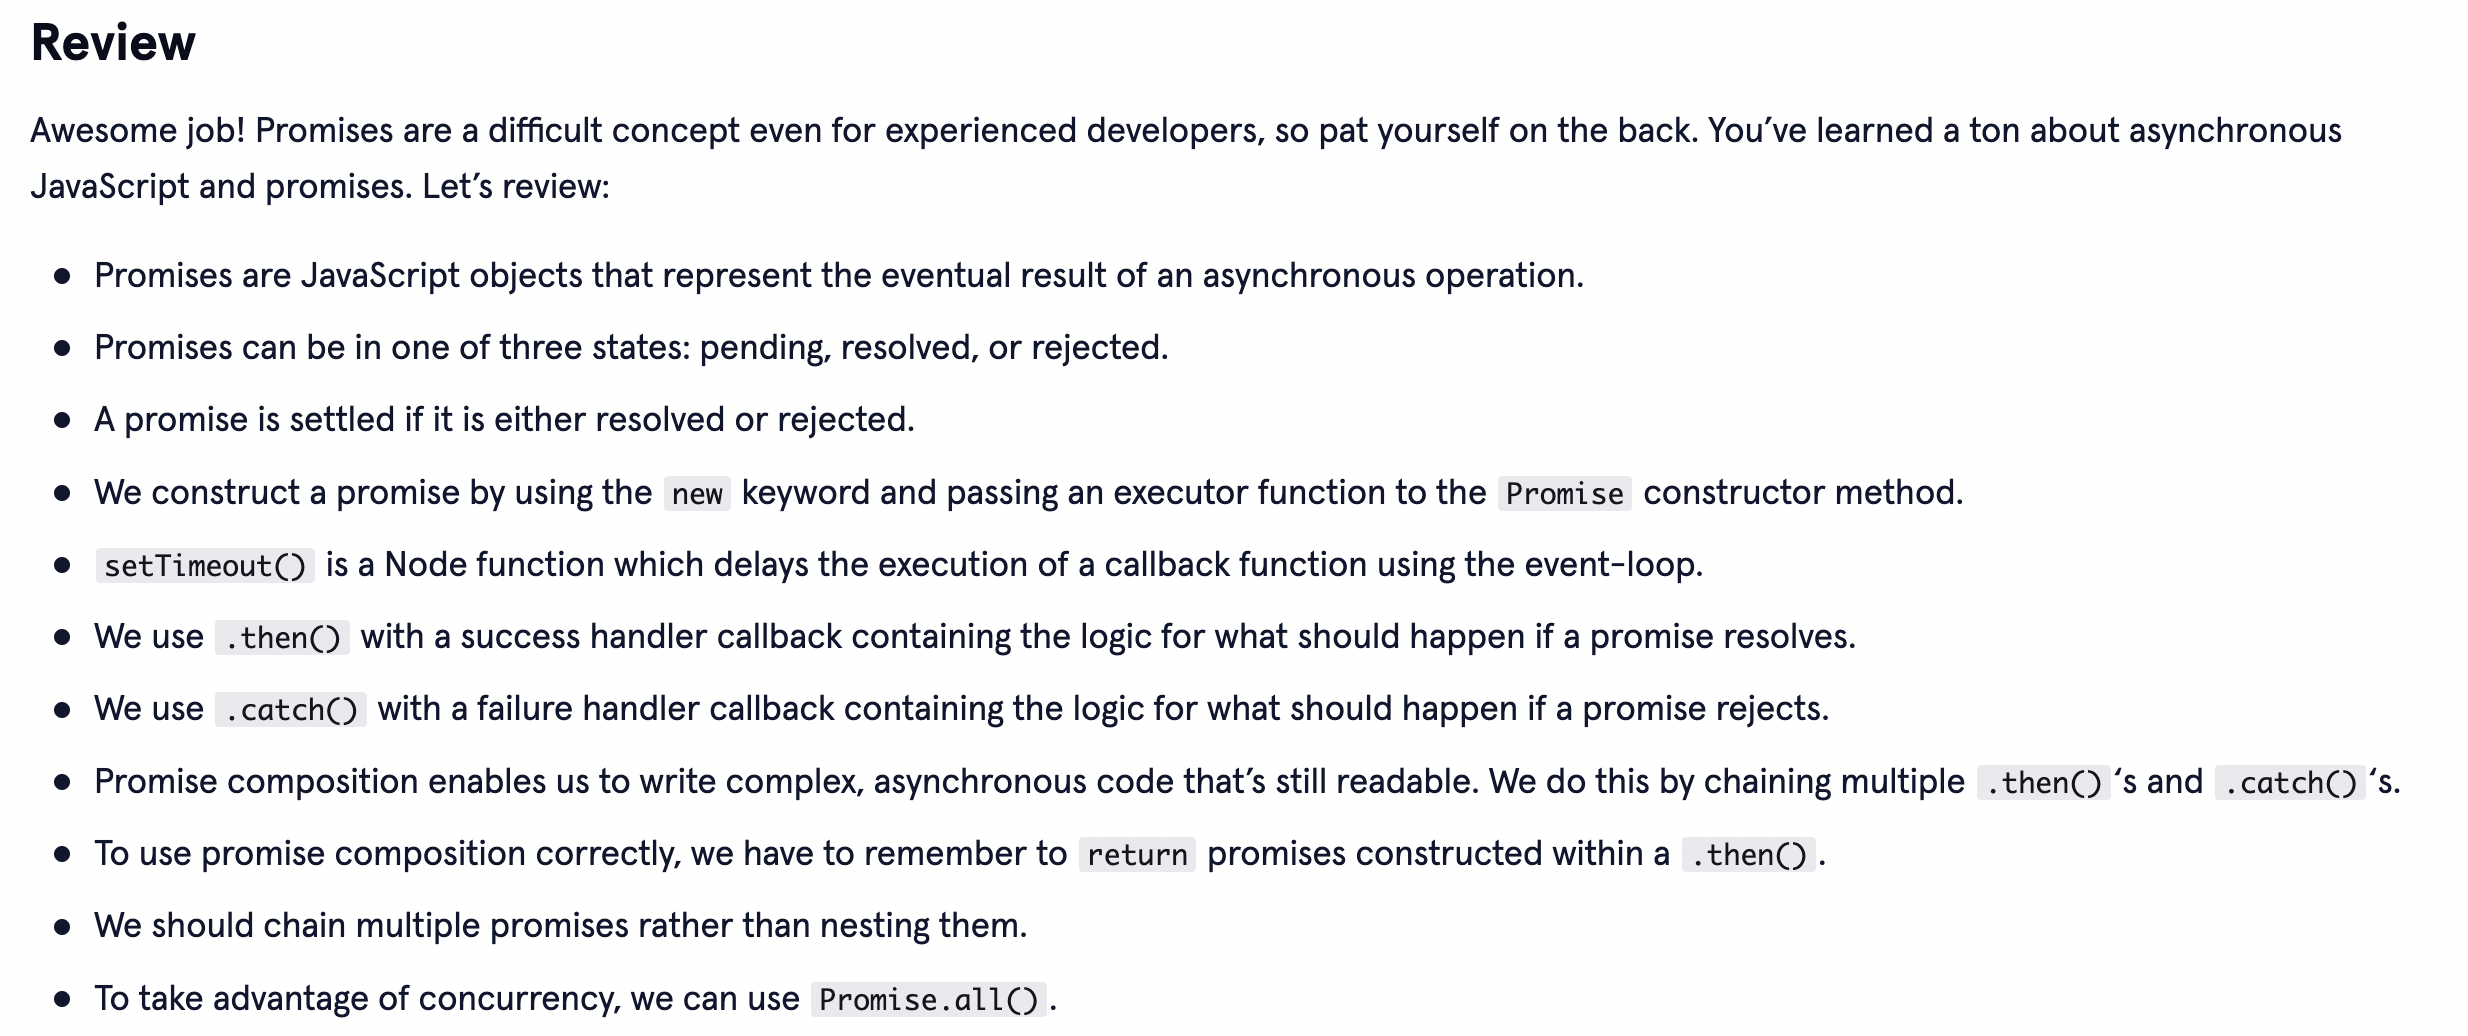 Review
Awesome job! Promises are a difficult concept even for experienced developers, so pat yourself on the back. You’ve learned a ton about asynchronous
JavaScript and promises. Let’s review:
● Promises are JavaScript objects that represent the eventual result of an asynchronous operation.
● Promises can be in one of three states: pending, resolved, or rejected.
● A promise is settled if it is either resolved or rejected.
● We construct a promise by using the new keyword and passing an executor function to the Promise constructor method.
● setTimeout() is a Node function which delays the execution of a callback function using the event-loop.
● We use .then() with a success handler callback containing the logic for what should happen if a promise resolves.
● We use .catch() with a failure handler callback containing the logic for what should happen if a promise rejects.
● Promise composition enables us to write complex, asynchronous code that’s still readable. We do this by chaining multiple .then()‘s and .catch()‘s.
● To use promise composition correctly, we have to remember to return promises constructed within a .then().
● We should chain multiple promises rather than nesting them.
● To take advantage of concurrency, we can use Promise.all().